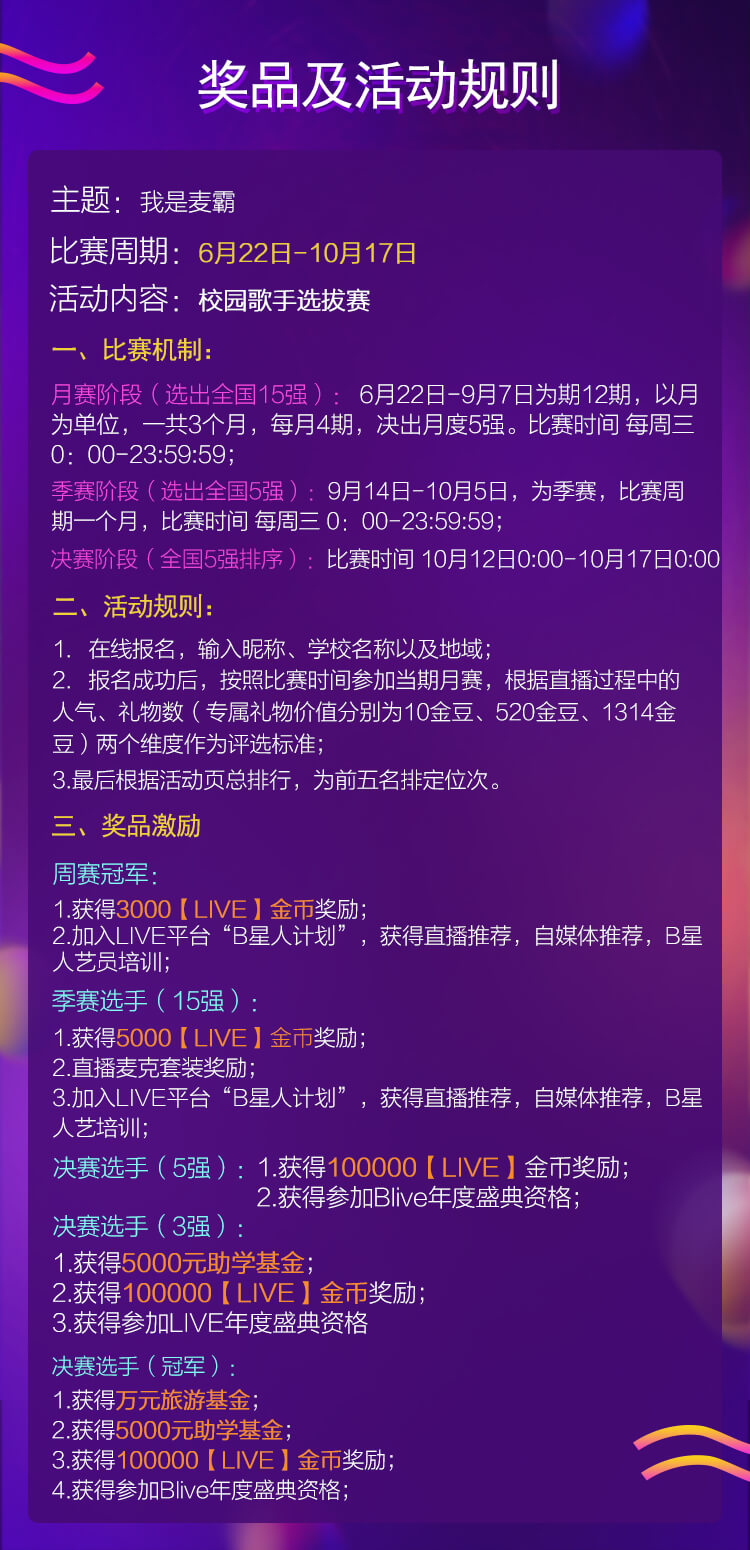 奖品及活动规则
主题：我是麦霸
比赛周期：6月22日-10月17日
活动内容：校园歌手选拔赛
一、比赛机制：
月赛阶段（选出全国15强）：6月22日-9月7日为期12期，以月
为单位，一共3个月，每月4期，决出月度5强。比赛时间 每周三
0：00-23:59:59；
季赛阶段（选出全国5强）：9月14日-10月5日，为季赛，比赛周
期一个月，比赛时间 每周三 0：00-23:59:59；
决赛阶段（全国5强排序）：比赛时间 10月12日0:00-10月17日0:00
二、活动规则：
1. 在线报名，输入昵称、学校名称以及地域；
2. 报名成功后，按照比赛时间参加当期月赛，根据直播过程中的
人气、礼物数（专属礼物价值分别为10金豆、520金豆、1314金
豆）两个维度作为评选标准；
3.最后根据活动页总排行，为前五名排定位次。
三、奖品激励
周赛冠军：
1.获得3000【LIVE】金币奖励；
2.加入LIVE平台“B星人计划”，获得直播推荐，自媒体推荐，B星
人艺员培训；
季赛选手（15强）：
1.获得5000【LIVE】金币奖励；
2.直播麦克套装奖励；
3.加入LIVE平台“B星人计划”，获得直播推荐，自媒体推荐，B星
人艺培训；
决赛选手（5强）：1.获得100000【LIVE】金币奖励；
2.获得参加Blive年度盛典资格；
决赛选手（3强）：
1.获得5000元助学基金；
2.获得100000【LIVE】金币奖励；
3.获得参加LIVE年度盛典资格
决赛选手（冠军）：
1.获得万元旅游基金；
2.获得5000元助学基金；
3.获得100000【LIVE】金币奖励；
4.获得参加Blive年度盛典资格；